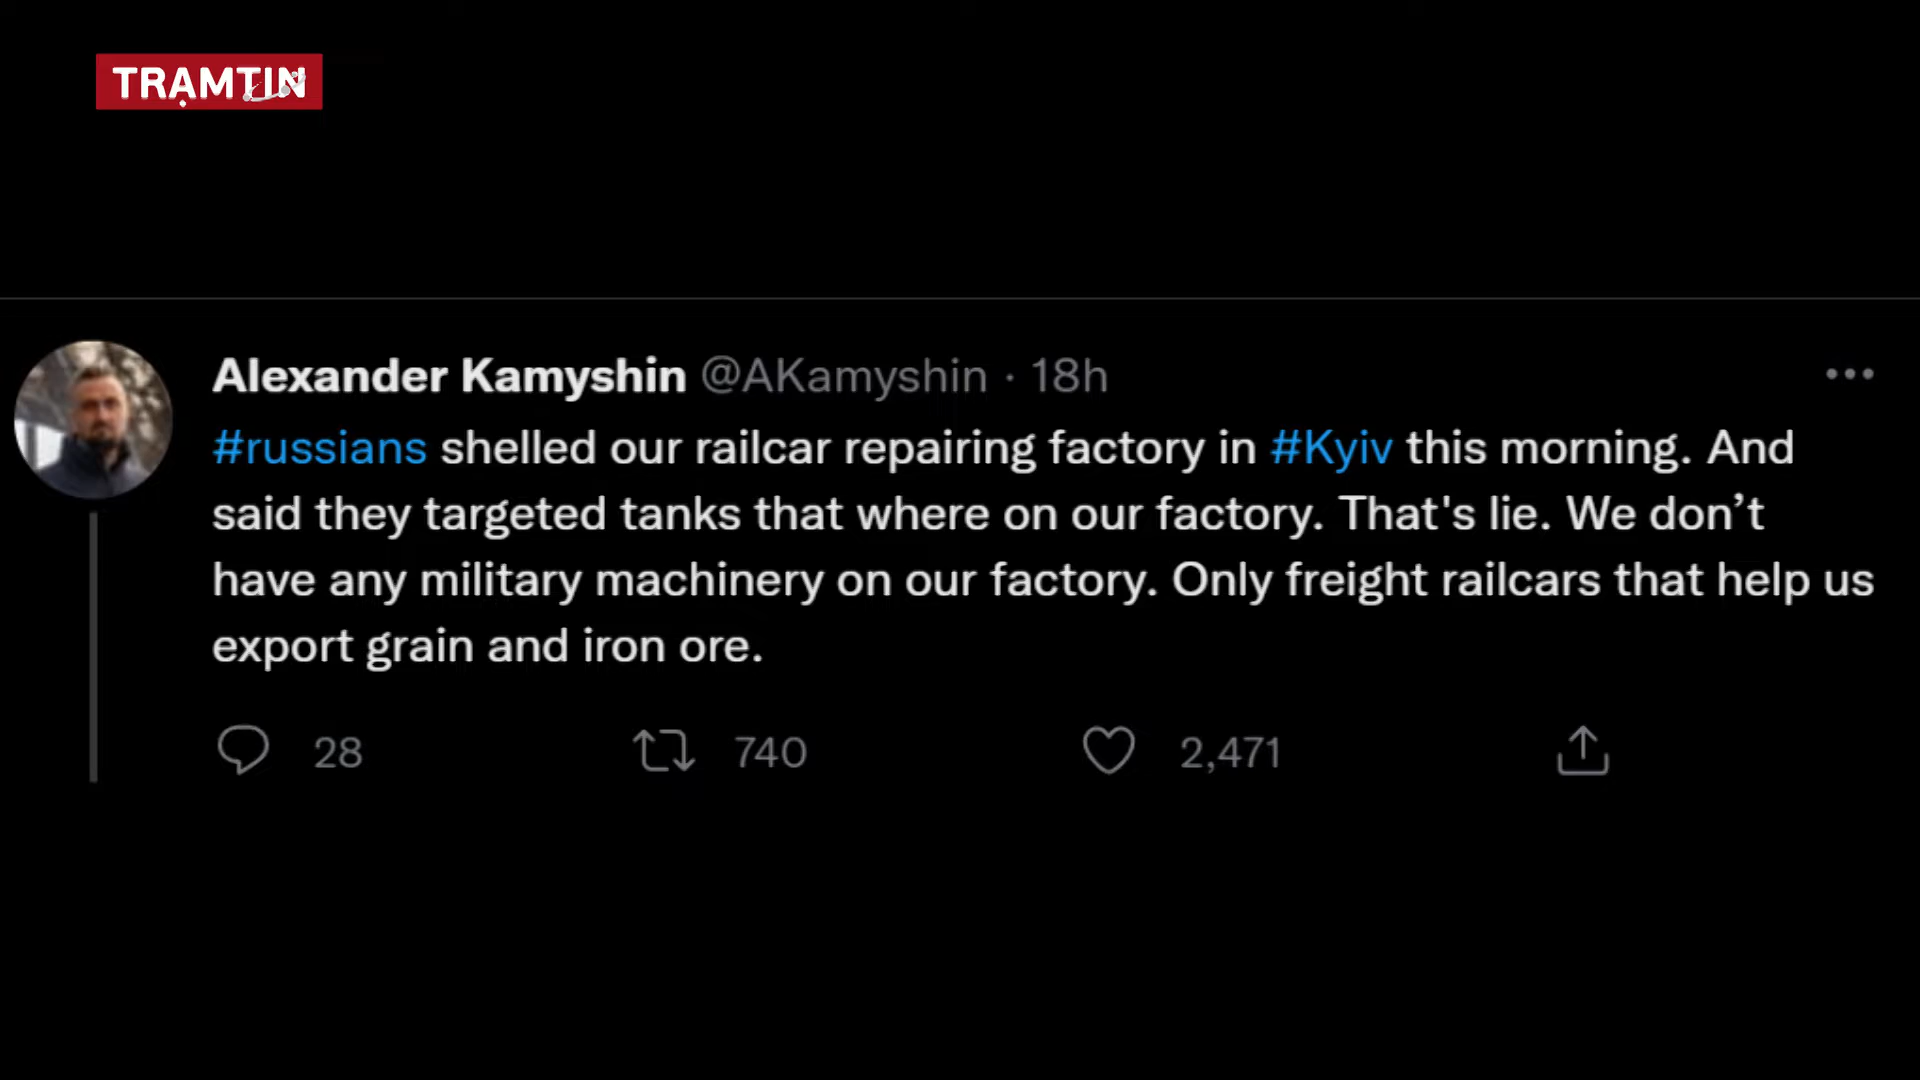 TRẠMTIN
Alexander Kamyshin @AKamyshin · 18h
#russians shelled our railcar repairing factory in #Kyiv this morning. And
said they targeted tanks that where on our factory. That's lie. We don’t
have any military machinery on our factory. Only freight railcars that help us
export grain and iron ore.
28 740 2,471